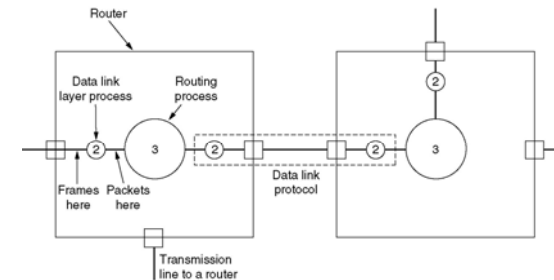 Router
Data link
layer process
Routing
process
2
2
3
2
2
3
Frames
here
Packets
here
Data link
protocol
Transmission
line to a router